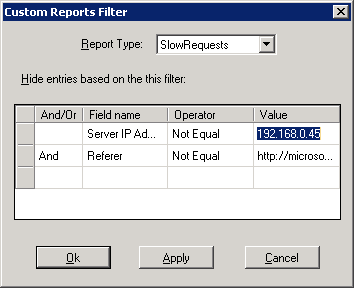 Custom Reports Filter
Report Type: SlowRequests
Hide entries based on the this filter:
And/Or Field name Operator Value
Server IP Ad... Not Equal 192.168.0.45
And Referer Not Equal http://microso...
Ok Apply Cancel